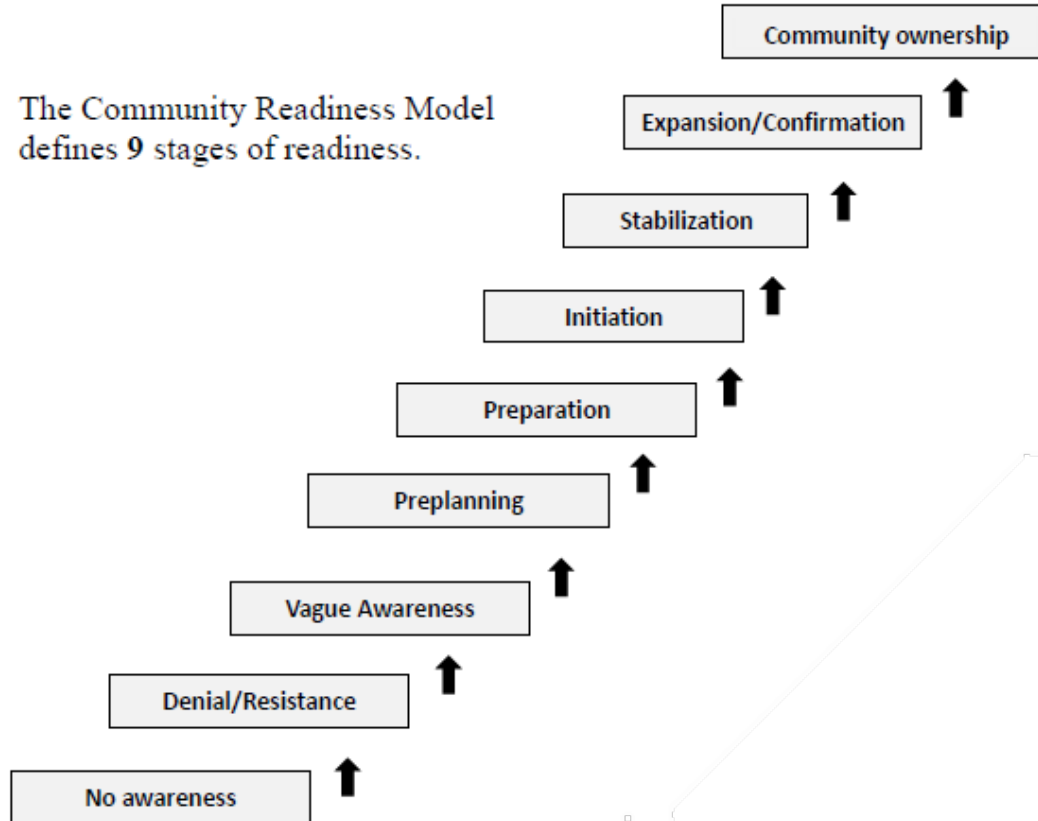 Community ownership
The Community Readiness Model
defines 9 stages of readiness.
Expansion/Confirmation
Stabilization
Initiation
Preparation
Preplanning
Vague Awareness
Denial/Resistance
No awareness